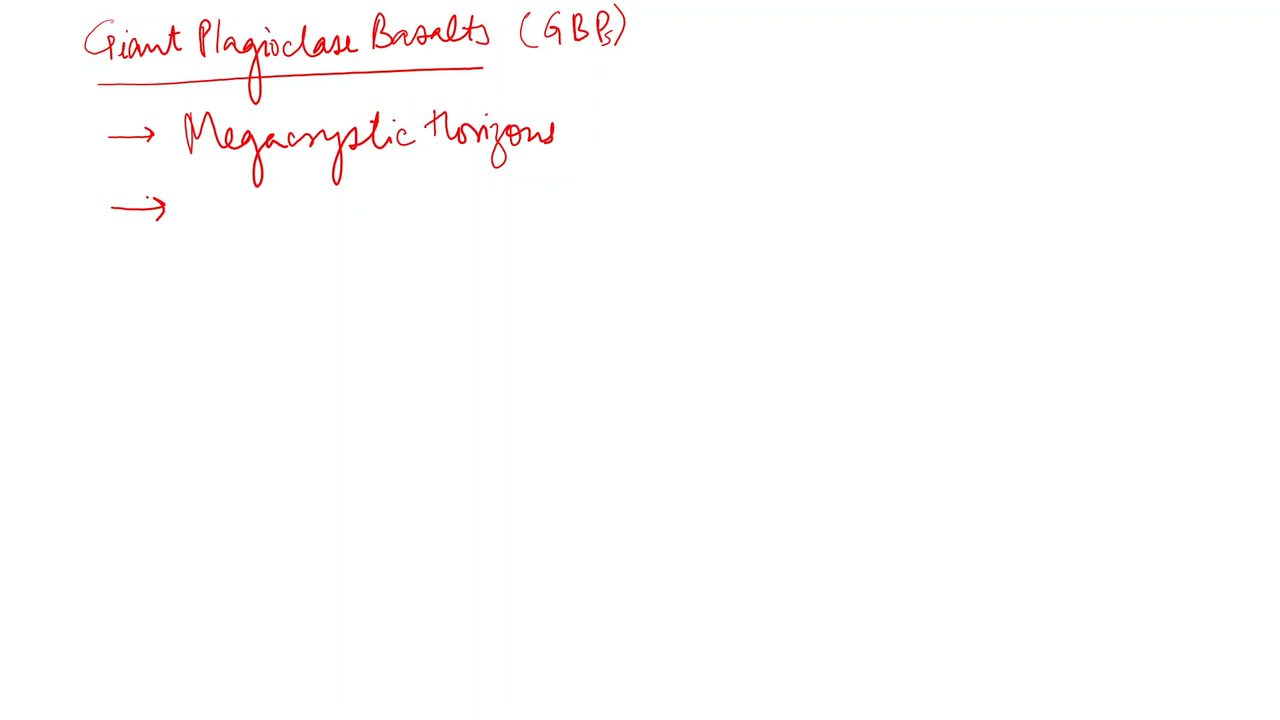 Giant Plagioclase Basalts (GBPs)
→ Megacrystic Horizons
→